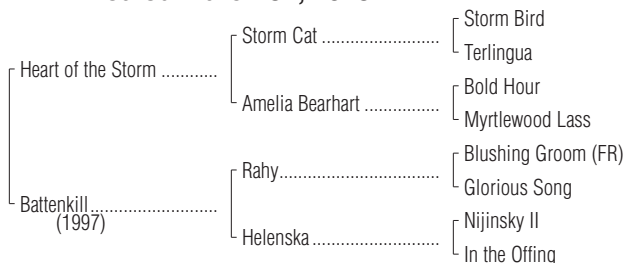 Storm Bird
Storm Cat ........................
Terlingua
Heart of the Storm ...........
Bold Hour
Amelia Bearhart ................
Myrtlewood Lass
Blushing Groom (FR)
Rahy..................................
Glorious Song
Battenkill.........................
(1997)
Nijinsky II
Helenska ...........................
In the Offing